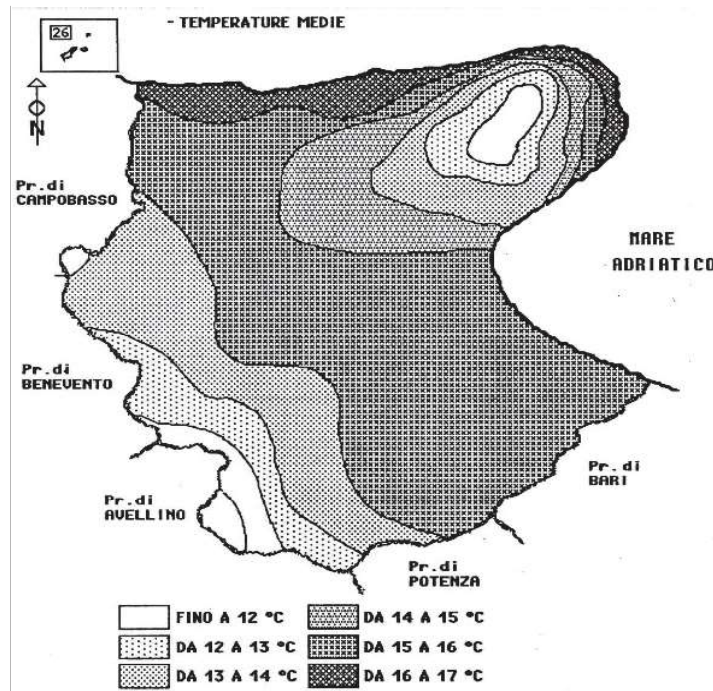 - TEMPERATURE MEDIE
26
N
Pr.di
CAMPOBASSO
MARE
ADRIATICO
Pr.di
BENEVENTO
Pr.di
BARI
Pr.di
AVELLINO
Pr.di
POTENZA
FINO A 12 °C
DA 14 A 15 °C
DA 12 A 13 °C
DA 15 A 16 °C
DA 13 A 14 °C
DA 16 A 17 °C